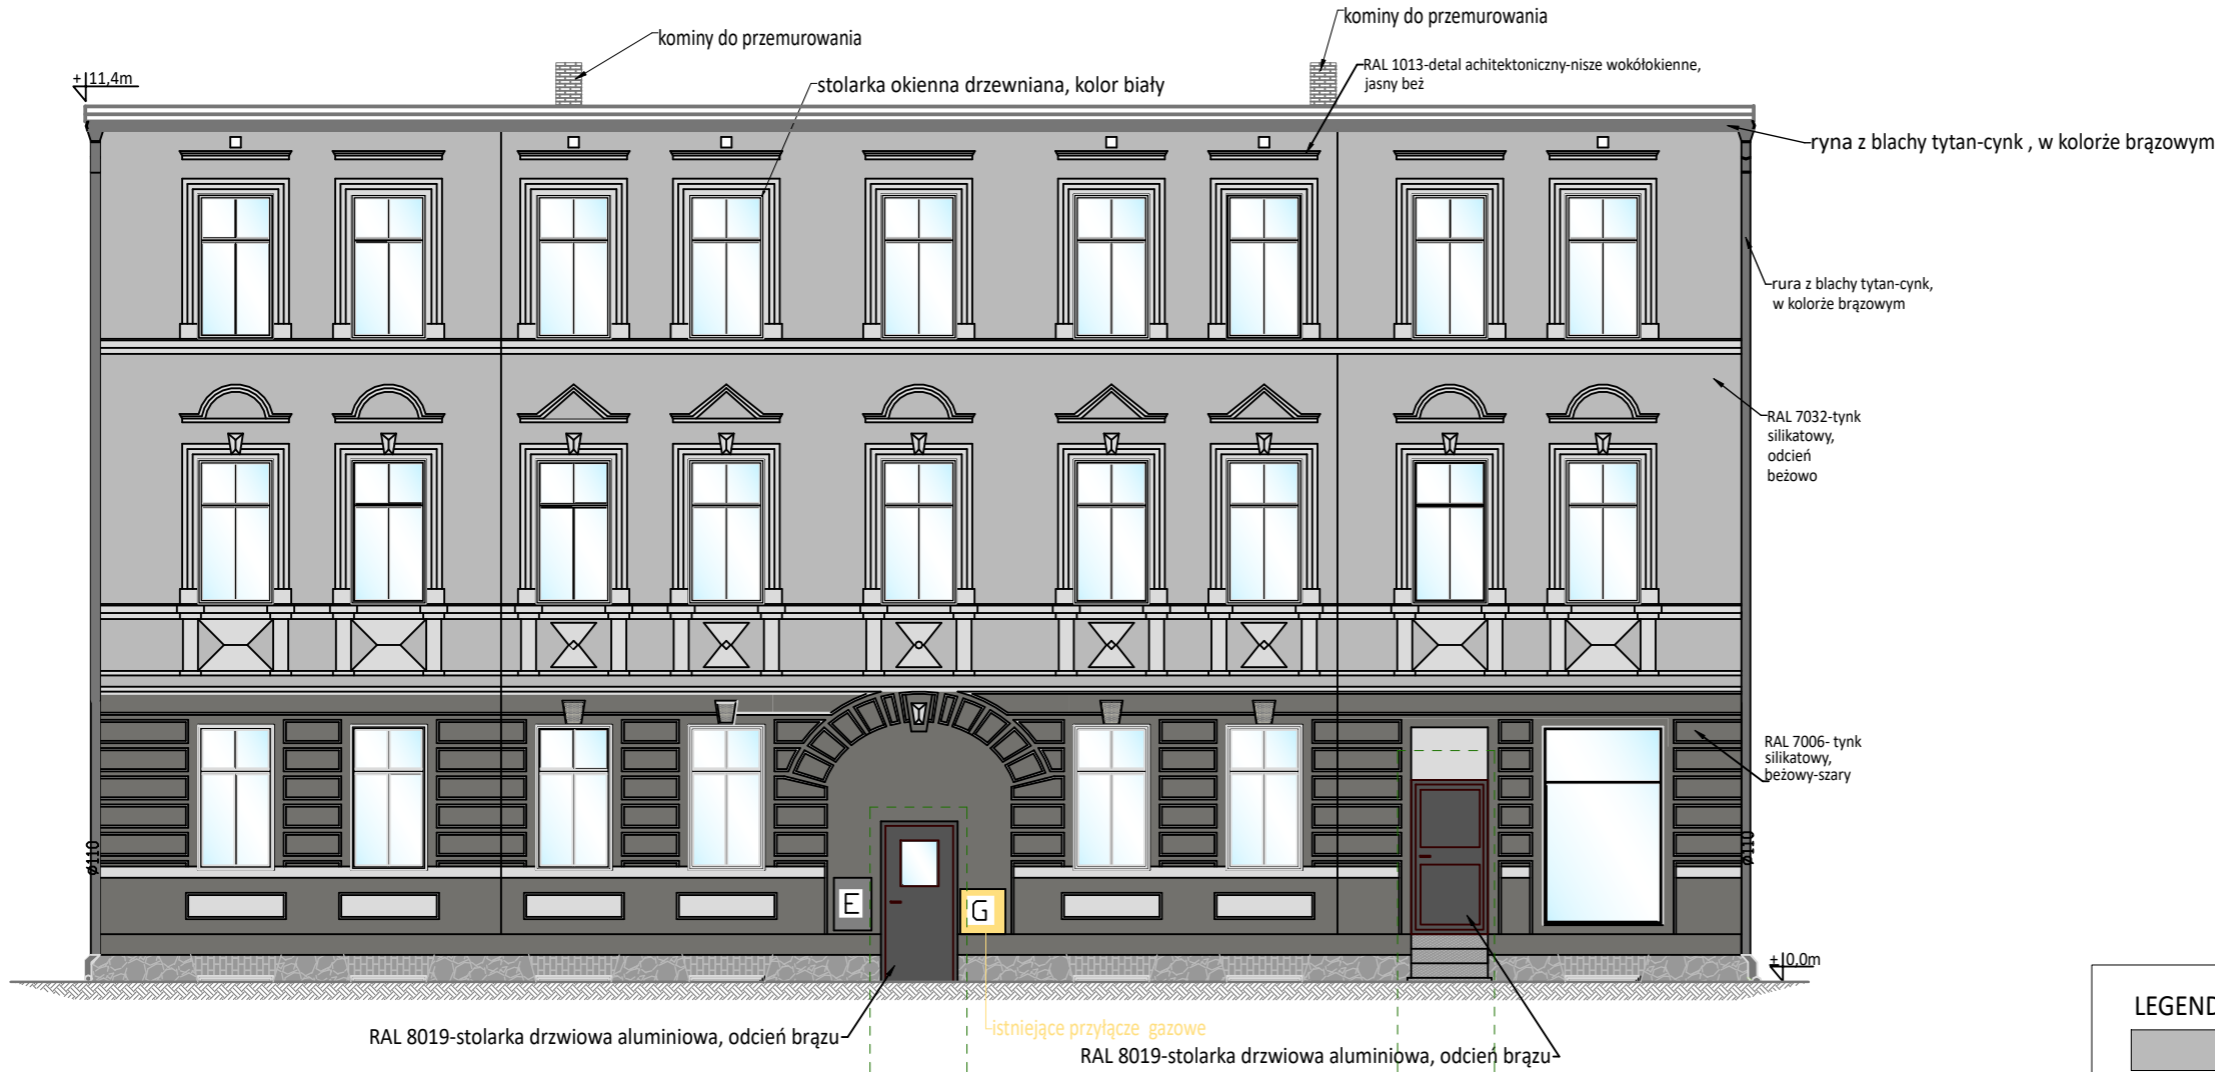 kominy do przemurowania
kominy do przemurowania
+11,4m
stolarka okienna drzewniana, kolor biały
RAL 1013-detal achitektoniczny-nisze wokółokienne,
jasny beż
ryna z blachy tytan-cynk , w kolorże brązowym
rura z blachy tytan-cynk,
w kolorże brązowym
RAL 7032-tynk
silikatowy,
odcień
beżowo
RAL 7006- tynk
silikatowy,
beżowy-szary
ø110
ø110
E
G
+0,0m
RAL 8019-stolarka drzwiowa aluminiowa, odcień brązu
istniejące przyłącze gazowe
RAL 8019-stolarka drzwiowa aluminiowa, odcień brązu
LEGEND